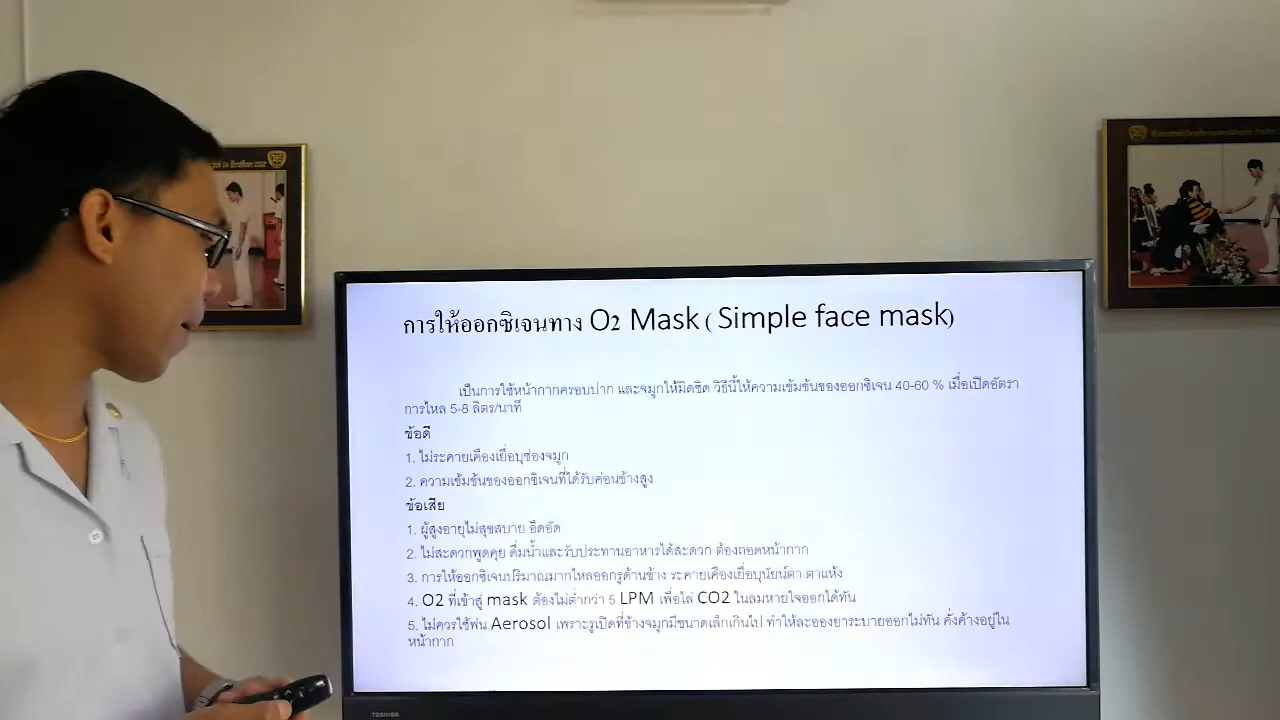 การให้ออกซิเจนทาง O2 Mask ( Simple face mask)
เป็นการใช้หน้ากากครอบปาก และจมูกให้มิดชิด วิธีนี้ให้ความเข้มข้นของออกซิเจน 40-60 % เมื่อเปิดอัตรา
การไหล 5-8 ลิตร/นาที
ข้อดี
1. ไม่ระคายเคืองเยื่อบุช่องจมูก
2. ความเข้มข้นของออกซิเจนที่ได้รับค่อนข้างสูง
ข้อเสีย
1. ผู้สูงอายุไม่สุขสบาย อึดอัด
2. ไม่สะดวกพูดคุย ดื่มน้ำและรับประทานอาหารได้สะดวก ต้องถอดหน้ากาก
3. การให้ออกซิเจนปริมาณมากไหลออกรูด้านข้าง ระคายเคืองเยื่อบุนัยน์ตา ตาแห้ง
4. O2 ที่เข้าสู่ mask ต้องไม่ต่ำกว่า 5 LPM เพื่อไล่ CO2 ในลมหายใจออกได้ทัน
5. ไม่ควรใช้พ่น Aerosol เพราะรูเปิดที่ข้างจมูกมีขนาดเล็กเกินไป ทำให้ละอองยาระบายออกไม่ทัน คั่งค้างอยู่ใน
หน้ากาก
TOSHIBA